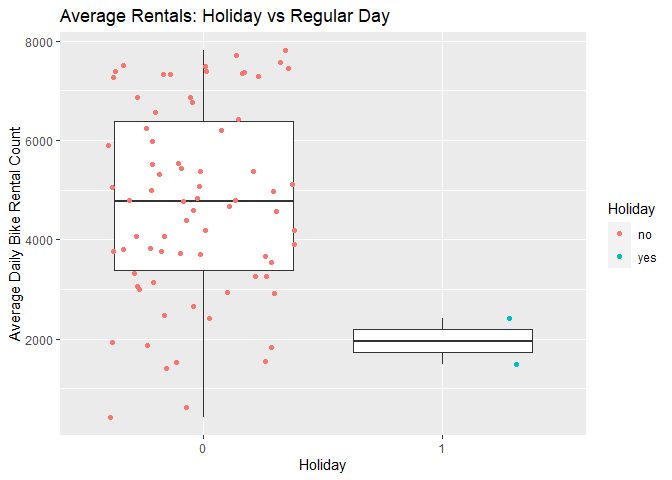 Average Rentals: Holiday vs Regular Day
Average Daily Bike Rental Count
8000
6000
4000
2000
0
1
Holiday
Holiday
no
yes